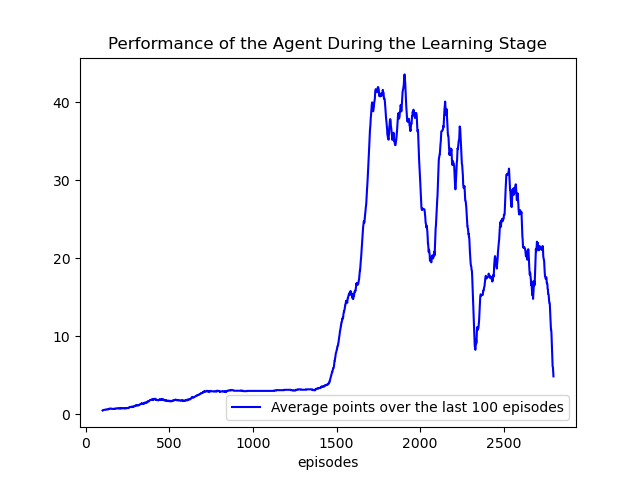 Performance of the Agent During the Learning Stage
40
30
20
10
0
Average points over the last 100 episodes
0 500 1000 1500 2000 2500
episodes